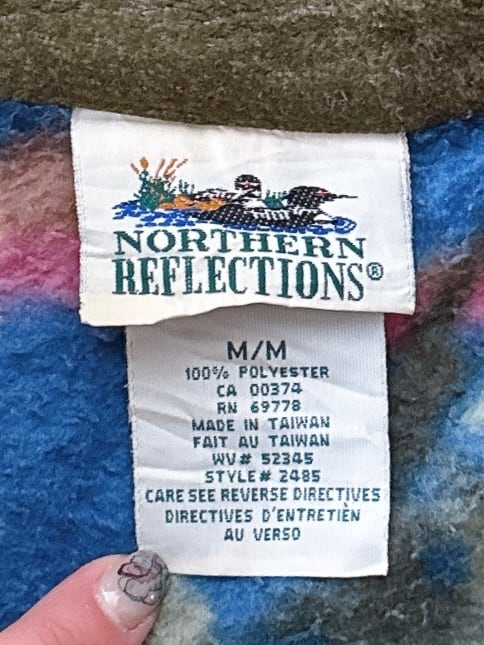 NORTHERN
REFLECTIONS®
M/M
100% POLYESTER
CA 00374
RN 69778
MADE IN TAIWAN
FAIT AU TAIWAN
WV# 52345
STYLE# 2485
CARE SEE REVERSE DIRECTIVES
DIRECTIVES D'ENTRETIÈN
AU VERSO